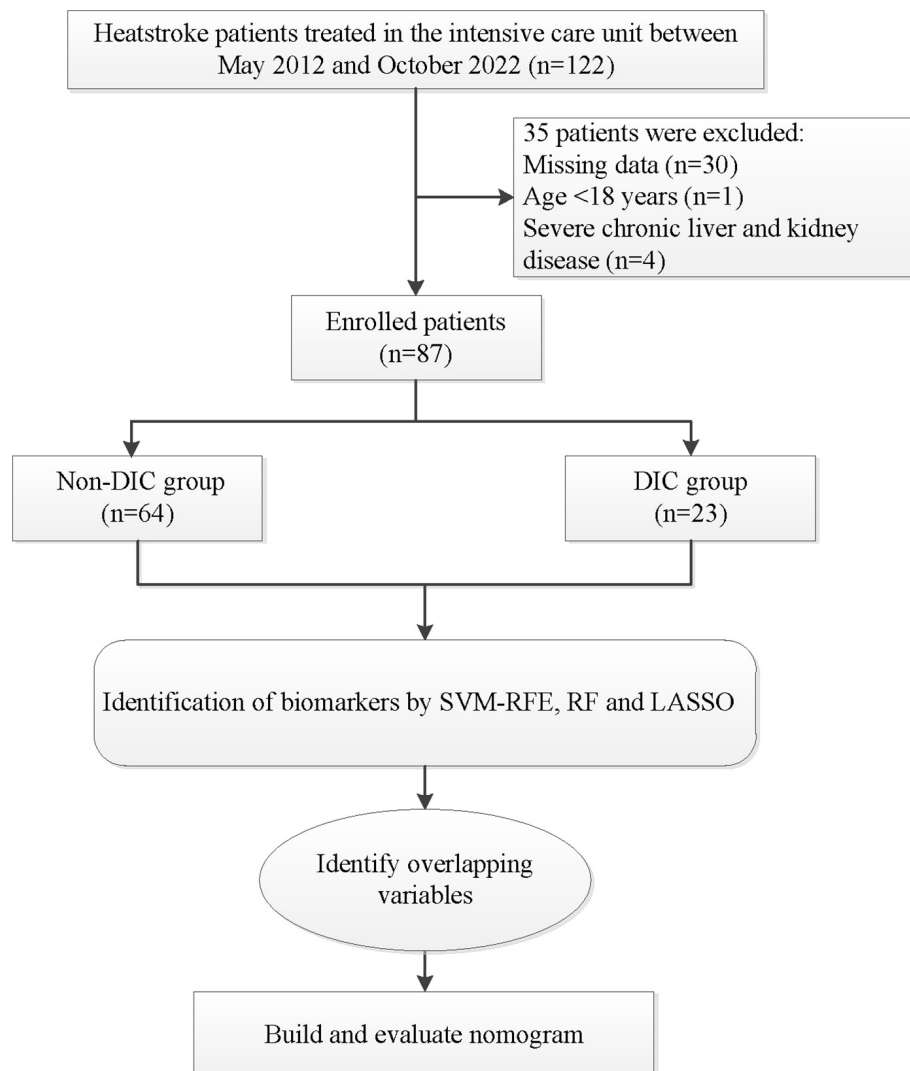 Heatstroke patients treated in the intensive care unit between
May 2012 and October 2022 (n=122)
35 patients were excluded:
Missing data (n=30)
Age <18 years (n=1)
Severe chronic liver and kidney
disease (n=4)
Enrolled patients
(n=87)
Non-DIC group
(n=64)
DIC group
(n=23)
Identification of biomarkers by SVM-RFE, RF and LASSO
Identify overlapping
variables
Build and evaluate nomogram